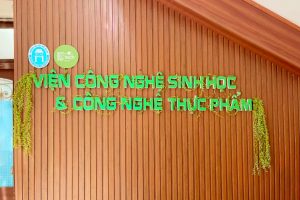 VIỆN CÔNG NGHỆ SINH HỌC
& CÔNG NGHỆ THỰC PHẨM